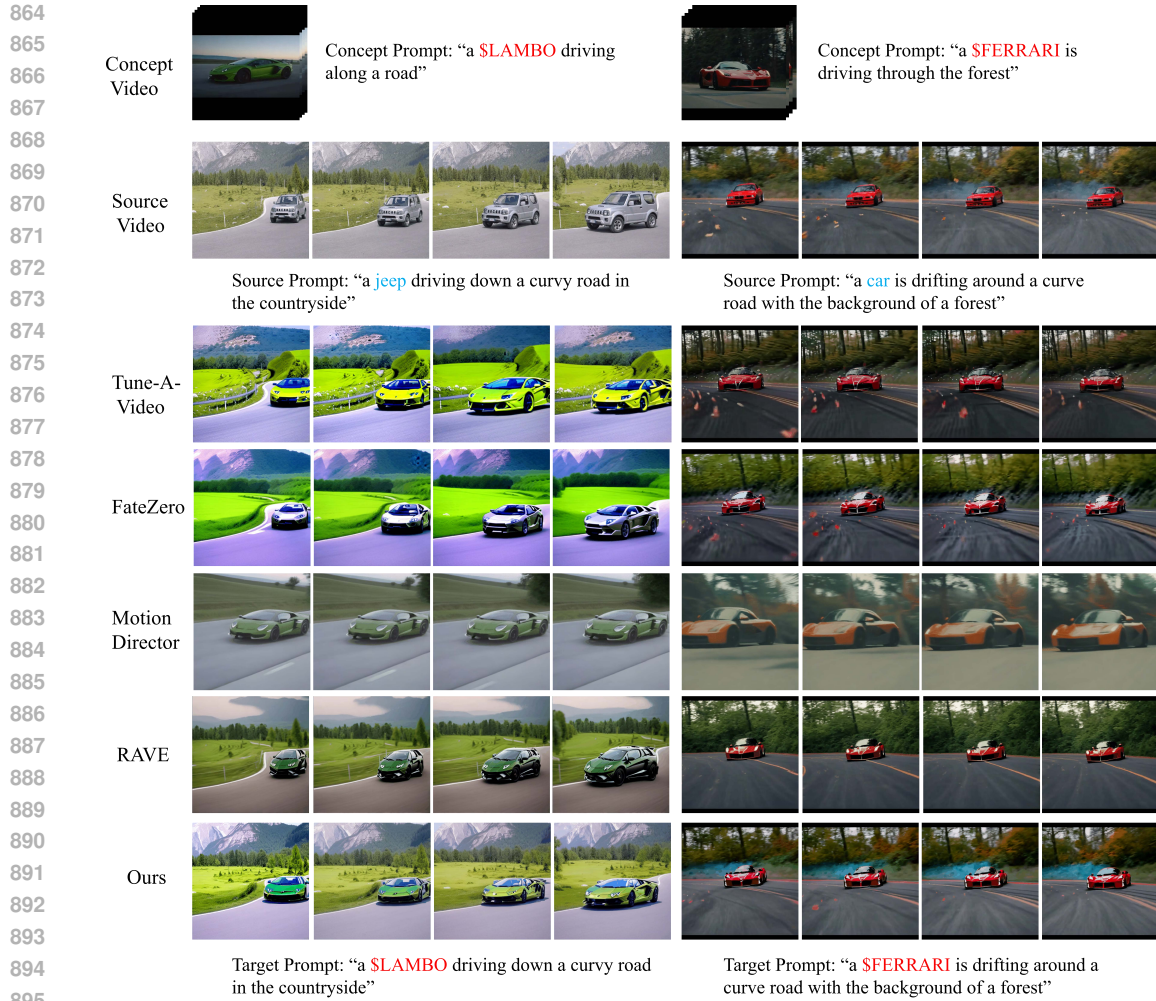 864
865
866
867
868
869
870
871
872
873
874
875
876
877
878
879
880
881
882
883
884
885
886
887
888
889
890
891
892
893
894
895
Concept
Video
Concept Prompt: “a $LAMBO driving
along a road”
Concept Prompt: “a $FERRARI is
driving through the forest”
Source
Video
Source Prompt: “a jeep driving down a curvy road in
the countryside”
Source Prompt: “a car is drifting around a curve
road with the background of a forest”
Tune-A-
Video
FateZero
Motion
Director
RAVE
Ours
Target Prompt: “a $LAMBO driving down a curvy road
in the countryside”
Target Prompt: “a $FERRARI is drifting around a
curve road with the background of a forest”